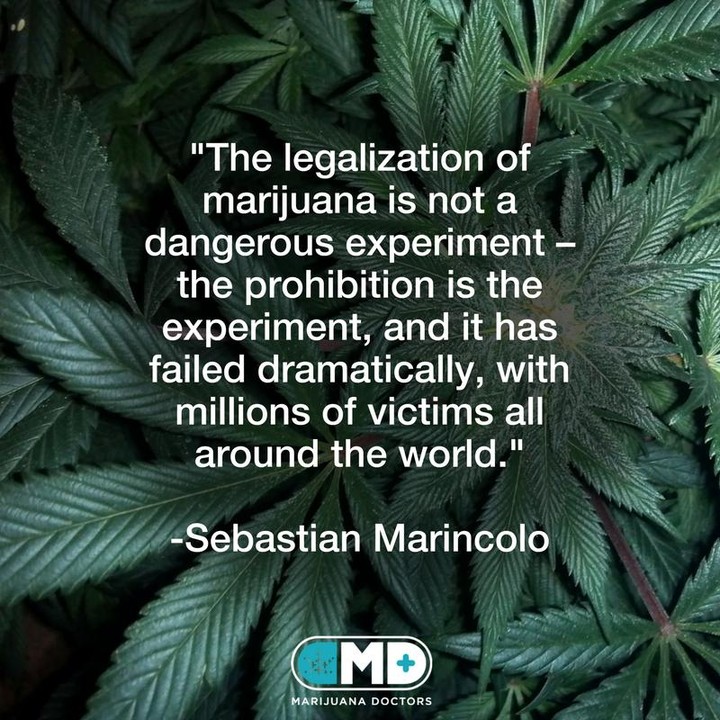 "The legalization of
marijuana is not a
dangerous experiment –
the prohibition is the
experiment, and it has
failed dramatically, with
millions of victims all
around the world."
-Sebastian Marincolo
MD
MARIJUANA DOCTORS